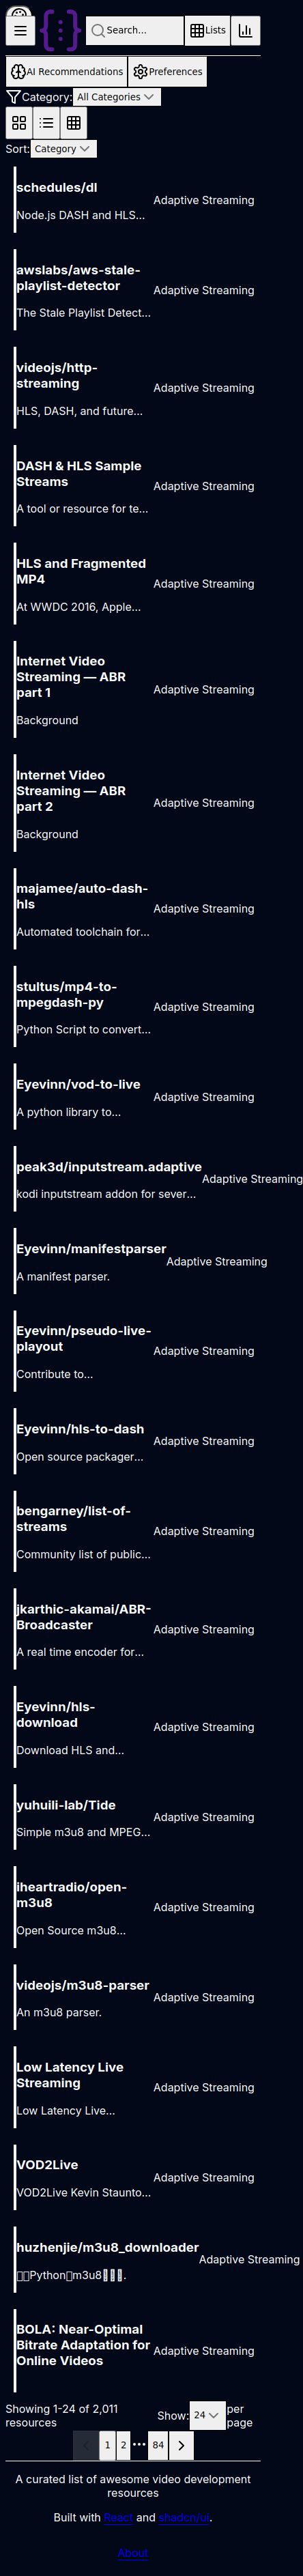 Search...
Lists
AI Recommendations
Preferences
Category:
All Categories
Sort:
Category
schedules/dl
Node.js DASH and HLS...
Adaptive Streaming
awslabs/aws-stale-
playlist-detector
The Stale Playlist Detect...
Adaptive Streaming
videojs/http-
streaming
HLS, DASH, and future...
Adaptive Streaming
DASH & HLS Sample
Streams
A tool or resource for te...
Adaptive Streaming
HLS and Fragmented
MP4
At WWDC 2016, Apple...
Adaptive Streaming
Internet Video
Streaming — ABR
part 1
Background
Adaptive Streaming
Internet Video
Streaming — ABR
part 2
Background
Adaptive Streaming
majamee/auto-dash-
hls
Automated toolchain for...
Adaptive Streaming
stultus/mp4-to-
mpegdash-py
Python Script to convert...
Adaptive Streaming
Eyevinn/vod-to-live
A python library to...
Adaptive Streaming
peak3d/inputstream.adaptive
kodi inputstream addon for sever...
Adaptive Streaming
Eyevinn/manifestparser
A manifest parser.
Adaptive Streaming
Eyevinn/pseudo-live-
playout
Contribute to...
Adaptive Streaming
Eyevinn/hls-to-dash
Open source packager...
Adaptive Streaming
bengarney/list-of-
streams
Community list of public...
Adaptive Streaming
jkarthic-akamai/ABR-
Broadcaster
A real time encoder for...
Adaptive Streaming
Eyevinn/hls-
download
Download HLS and...
Adaptive Streaming
yuhuili-lab/Tide
Simple m3u8 and MPEG...
Adaptive Streaming
iheartradio/open-
m3u8
Open Source m3u8...
Adaptive Streaming
videojs/m3u8-parser
An m3u8 parser.
Adaptive Streaming
Low Latency Live
Streaming
Low Latency Live...
Adaptive Streaming
VOD2Live
VOD2Live Kevin Staunto...
Adaptive Streaming
huzhenjie/m3u8_downloader
Python m3u8 .
Adaptive Streaming
BOLA: Near-Optimal
Bitrate Adaptation for
Online Videos
Adaptive Streaming
Showing 1-24 of 2,011
resources
Show:
24
per
page
1 2 ••• 84
A curated list of awesome video development
resources
Built with React and shadcn/ui.
About